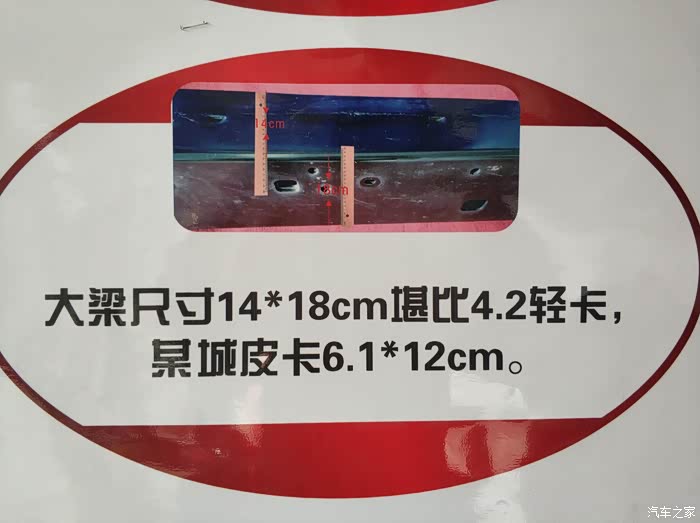 14cm
18cm
大梁尺寸14*18cm堪比4.2轻卡，
某城皮卡6.1*12cm。
汽车之家